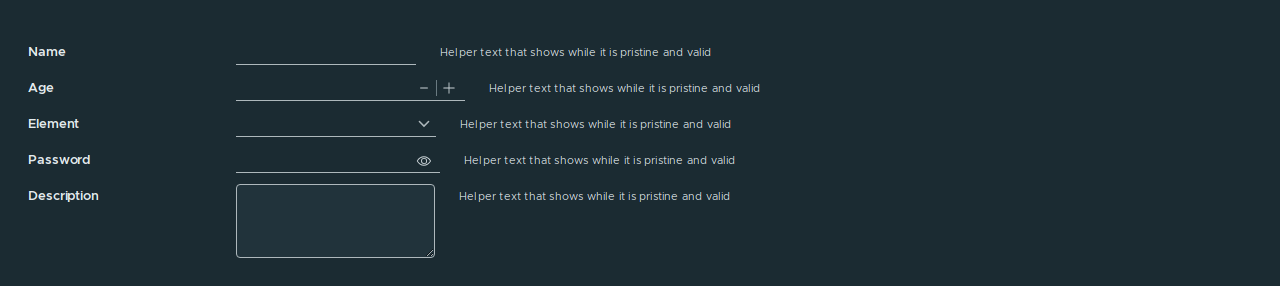 Name Helper text that shows while it is pristine and valid
Age Helper text that shows while it is pristine and valid
Element Helper text that shows while it is pristine and valid
Password Helper text that shows while it is pristine and valid
Description Helper text that shows while it is pristine and valid